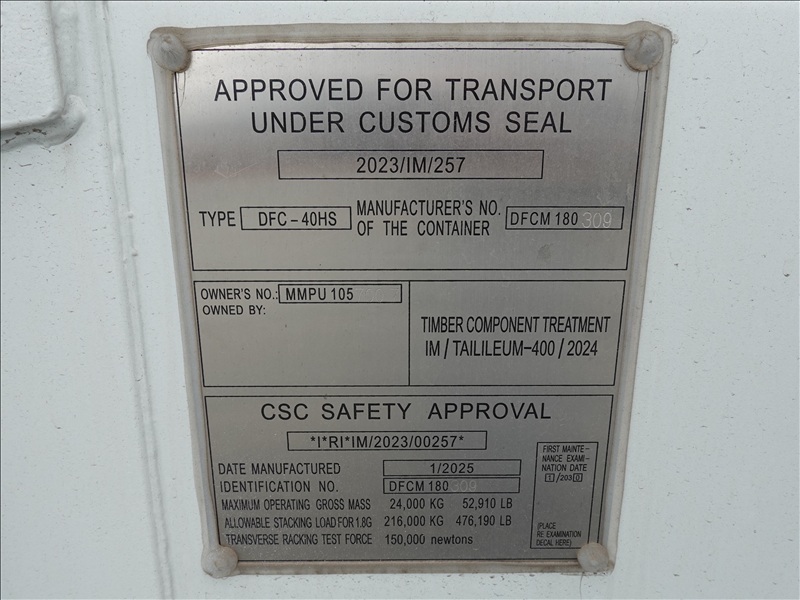 APPROVED FOR TRANSPORT
UNDER CUSTOMS SEAL
2023/IM/257
TYPE DFC-40HS MANUFACTURER'S NO.
OF THE CONTAINER DFCM 180 309
OWNER'S NO.: MMPU 105
OWNED BY:
TIMBER COMPONENT TREATMENT
IM/TAILILEUM-400/2024
CSC SAFETY APPROVAL
*I*RI*IM/2023/00257*
DATE MANUFACTURED 1/2025
IDENTIFICATION NO. DFCM 180 309
MAXIMUM OPERATING GROSS MASS 24,000 KG 52,910 LB
ALLOWABLE STACKING LOAD FOR 1.8G 216,000 KG 476,190 LB
TRANSVERSE RACKING TEST FORCE 150,000 newtons
FIRST MAINTE-
NANCE EXAMI-
NATION DATE
1/2030
(PLACE
RE EXAMINATION
DECAL HERE)